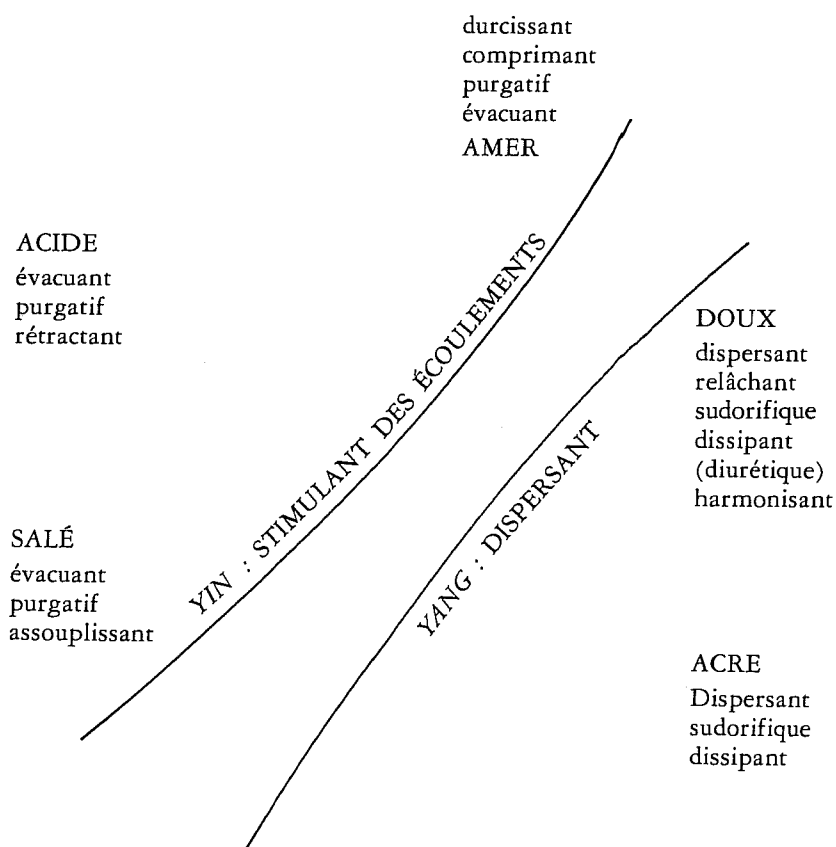 durcissant
comprimant
purgatif
évacuant
AMER
ACIDE
évacuant
purgatif
rétractant
YIN : STIMULANT DES ÉCOULEMENTS
DOUX
dispersant
relâchant
sudorifique
dissipant
(diurétique)
harmonisant
YANG : DISPERSANT
SALÉ
évacuant
purgatif
assouplissant
ACRE
Dispersant
sudorifique
dissipant